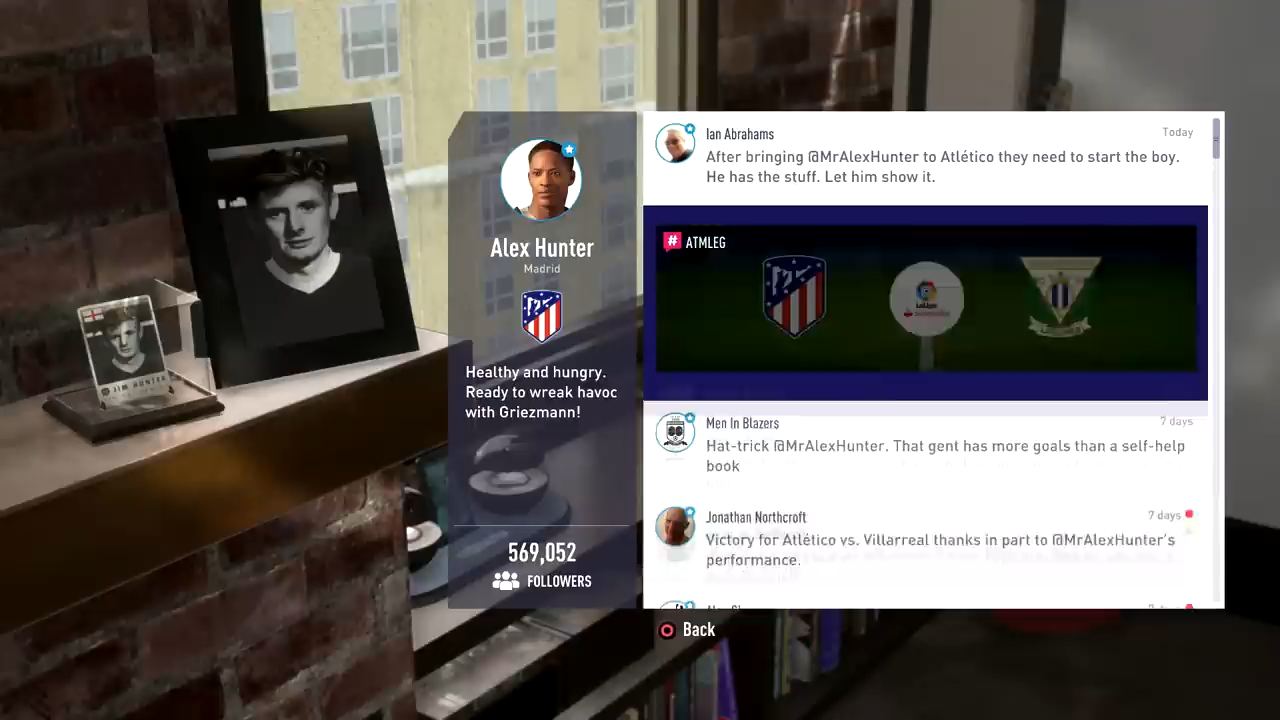 Alex Hunter
Madrid
Healthy and hungry.
Ready to wreak havoc
with Griezmann!
569,052
FOLLOWERS
Ian Abrahams
Today
After bringing @MrAlexHunter to Atlético they need to start the boy.
He has the stuff. Let him show it.
# ATMLEG
LaLiga
Men In Blazers
7 days
Hat-trick @MrAlexHunter. That gent has more goals than a self-help
book
Jonathan Northcroft
7 days
Victory for Atlético vs. Villarreal thanks in part to @MrAlexHunter's
performance.
Back
JIM HUNTER